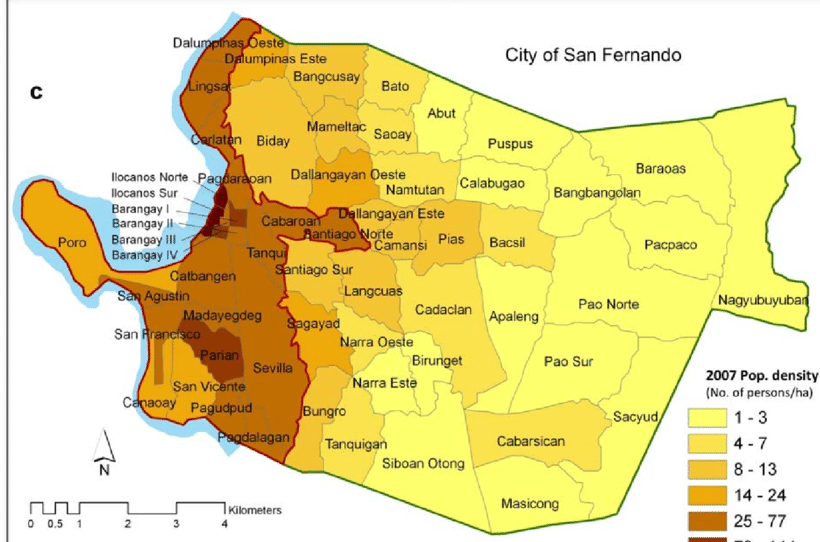 City of San Fernando
c
Dalumpinas Oeste
Dalumpinas Este
Bangcusay
Lingsat
Bato
Abut
Carlatan
Biday
Mameltac
Saoay
Puspus
Baraoas
Ilocanos Norte
Pagdaraoan
Dallangayan Oeste
Namtutan
Calabugao
Bangbangolan
Ilocanos Sur
Barangay I
Barangay II
Barangay III
Barangay IV
Cabaroan
Dallangayan Este
Santiago Norte
Camansi
Pias
Bacsil
Pacpaco
Poro
Tanqui
Catbangen
Santiago Sur
San Agustin
Langcuas
Cadaclan
Apaleng
Pao Norte
Nagyubuyuban
Madayegdeg
Sagayad
San Francisco
Narra Oeste
Parian
Sevilla
Birunget
Pao Sur
San Vicente
Narra Este
Canaoay
Pagudpud
Bungro
Sacyud
Pagdalagan
Tanquigan
Siboan Otong
Cabarsican
Masicong
N
Kilometers
0 0.5 1 2 3 4
2007 Pop. density
(No. of persons/ha)
1 - 3
4 - 7
8 - 13
14 - 24
25 - 77